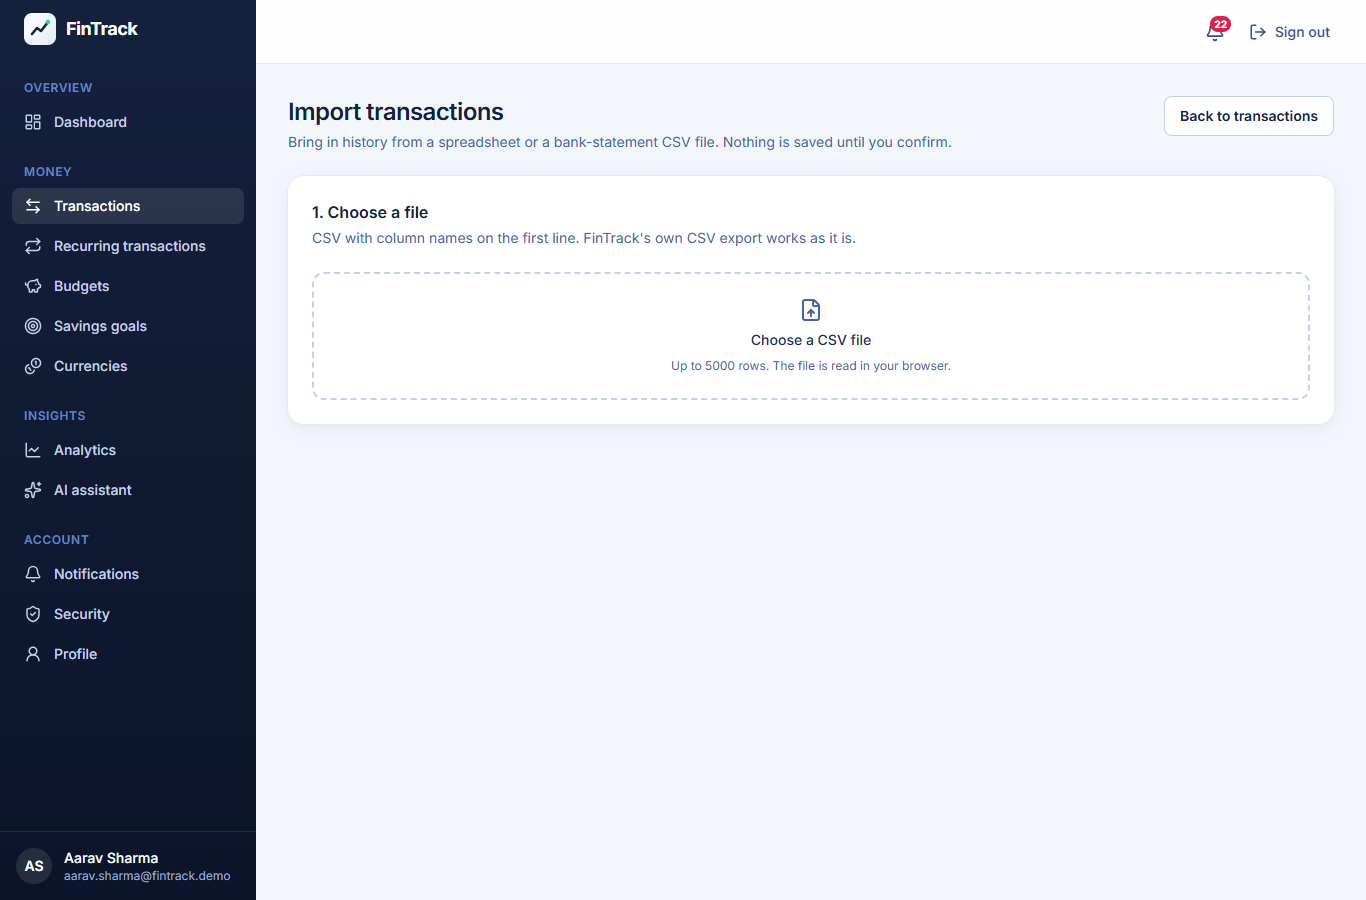 FinTrack
OVERVIEW
Dashboard
MONEY
Transactions
Recurring transactions
Budgets
Savings goals
Currencies
INSIGHTS
Analytics
AI assistant
ACCOUNT
Notifications
Security
Profile
AS
Aarav Sharma
aarav.sharma@fintrack.demo
22
Sign out
Import transactions
Bring in history from a spreadsheet or a bank-statement CSV file. Nothing is saved until you confirm.
Back to transactions
1. Choose a file
CSV with column names on the first line. FinTrack's own CSV export works as it is.
Choose a CSV file
Up to 5000 rows. The file is read in your browser.